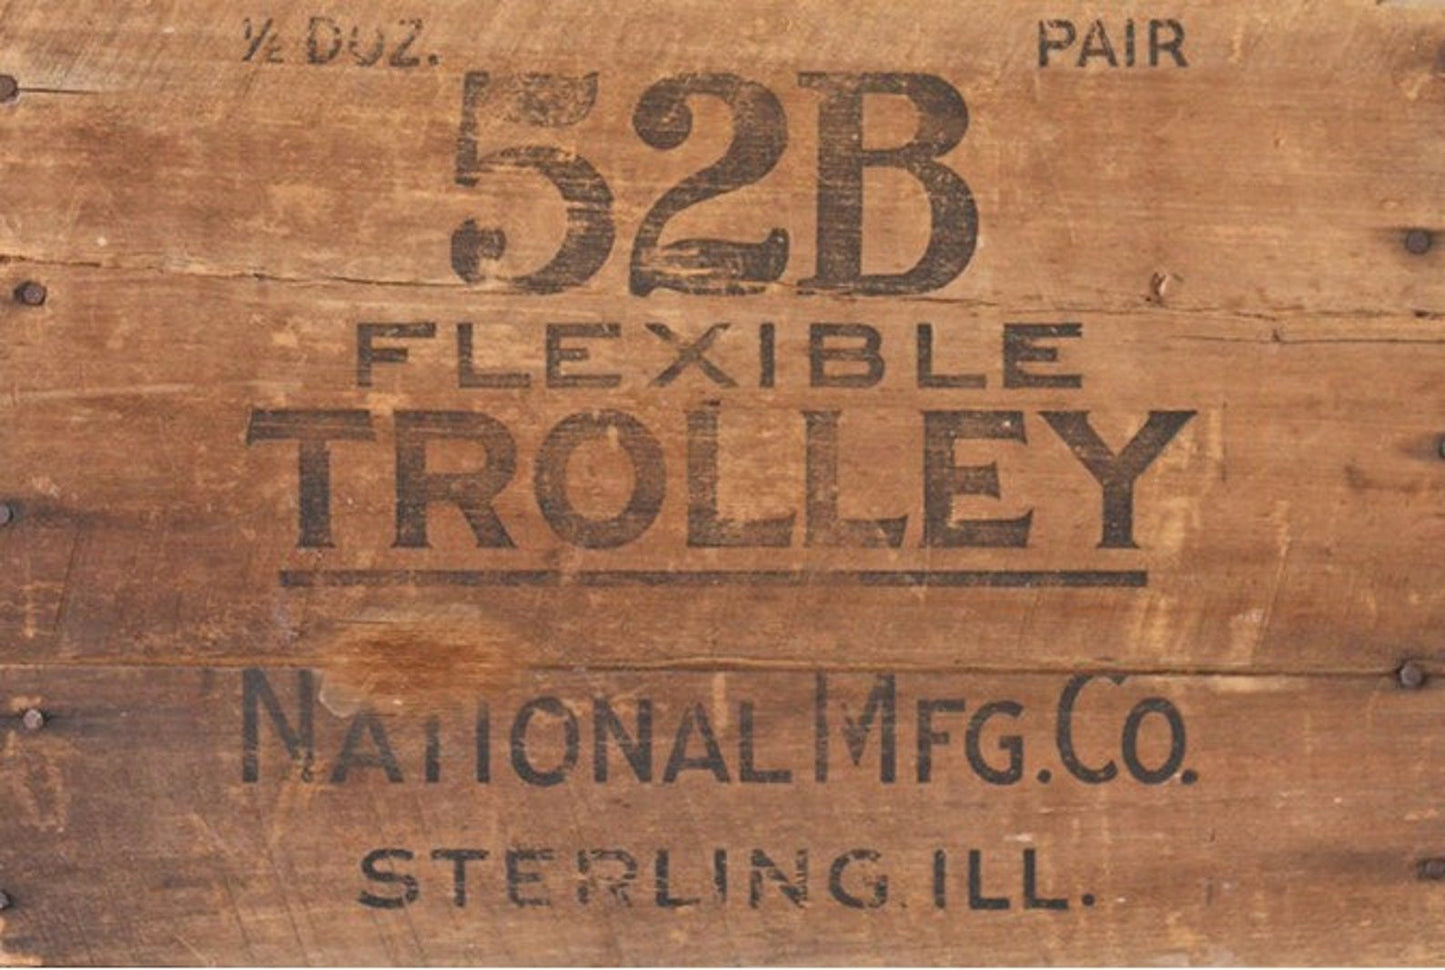 ½ DOZ. PAIR
52B
FLEXIBLE
TROLLEY
NATIONAL MFG. CO.
STERLING. ILL.